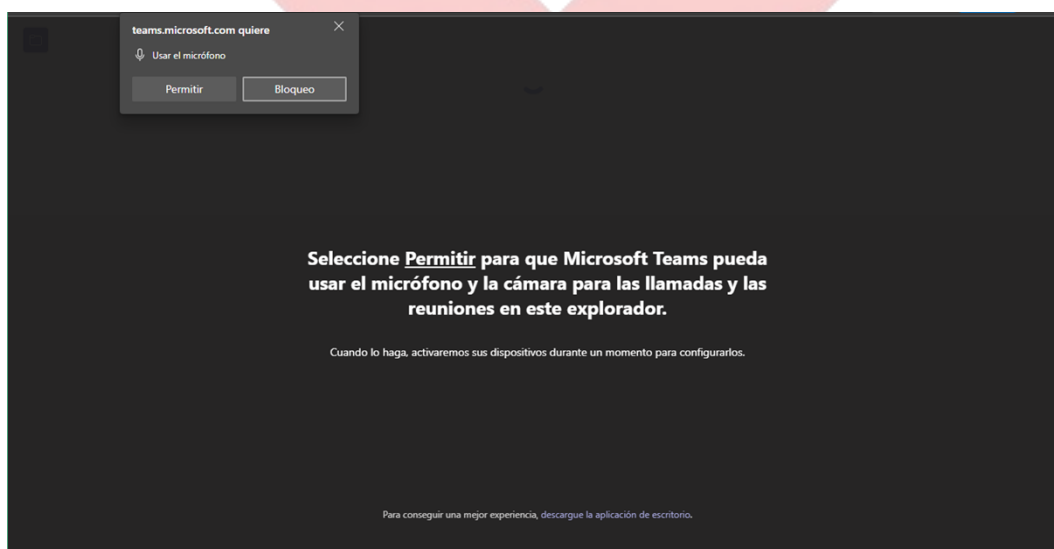 teams.microsoft.com quiere
Usar el micrófono
Permitir Bloqueo
Seleccione Permitir para que Microsoft Teams pueda
usar el micrófono y la cámara para las llamadas y las
reuniones en este explorador.
Cuando lo haga, activaremos sus dispositivos durante un momento para configurarlos.
Para conseguir una mejor experiencia, descargue la aplicación de escritorio.